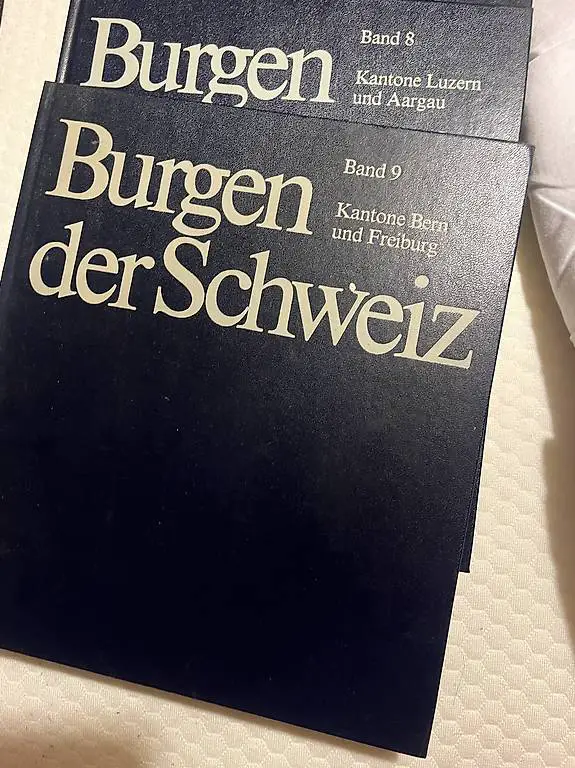 Burgen
Band 8
Kantone Luzern
und Aargau
Burgen
der Schweiz
Band 9
Kantone Bern
und Freiburg